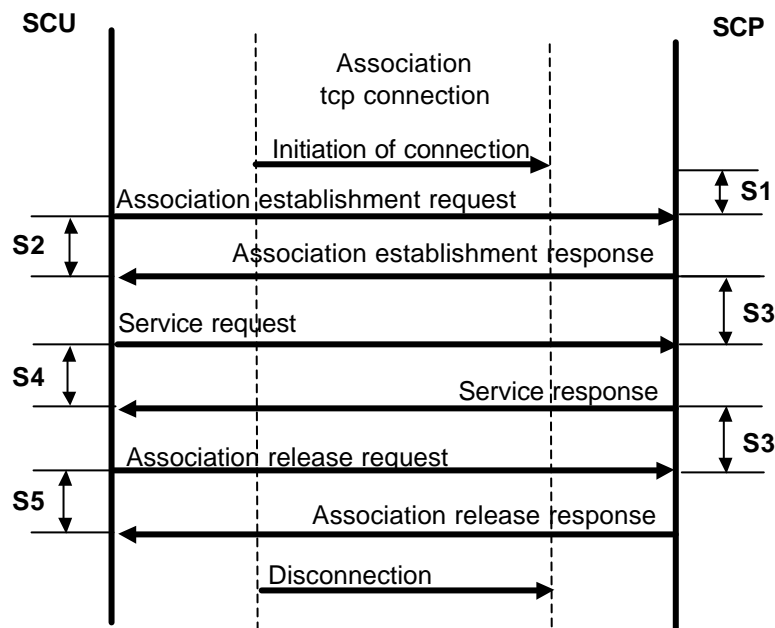 SCU
SCP
Association
tcp connection
Initiation of connection
S1
Association establishment request
S2
Association establishment response
S3
Service request
S4
Service response
S3
Association release request
S5
Association release response
Disconnection